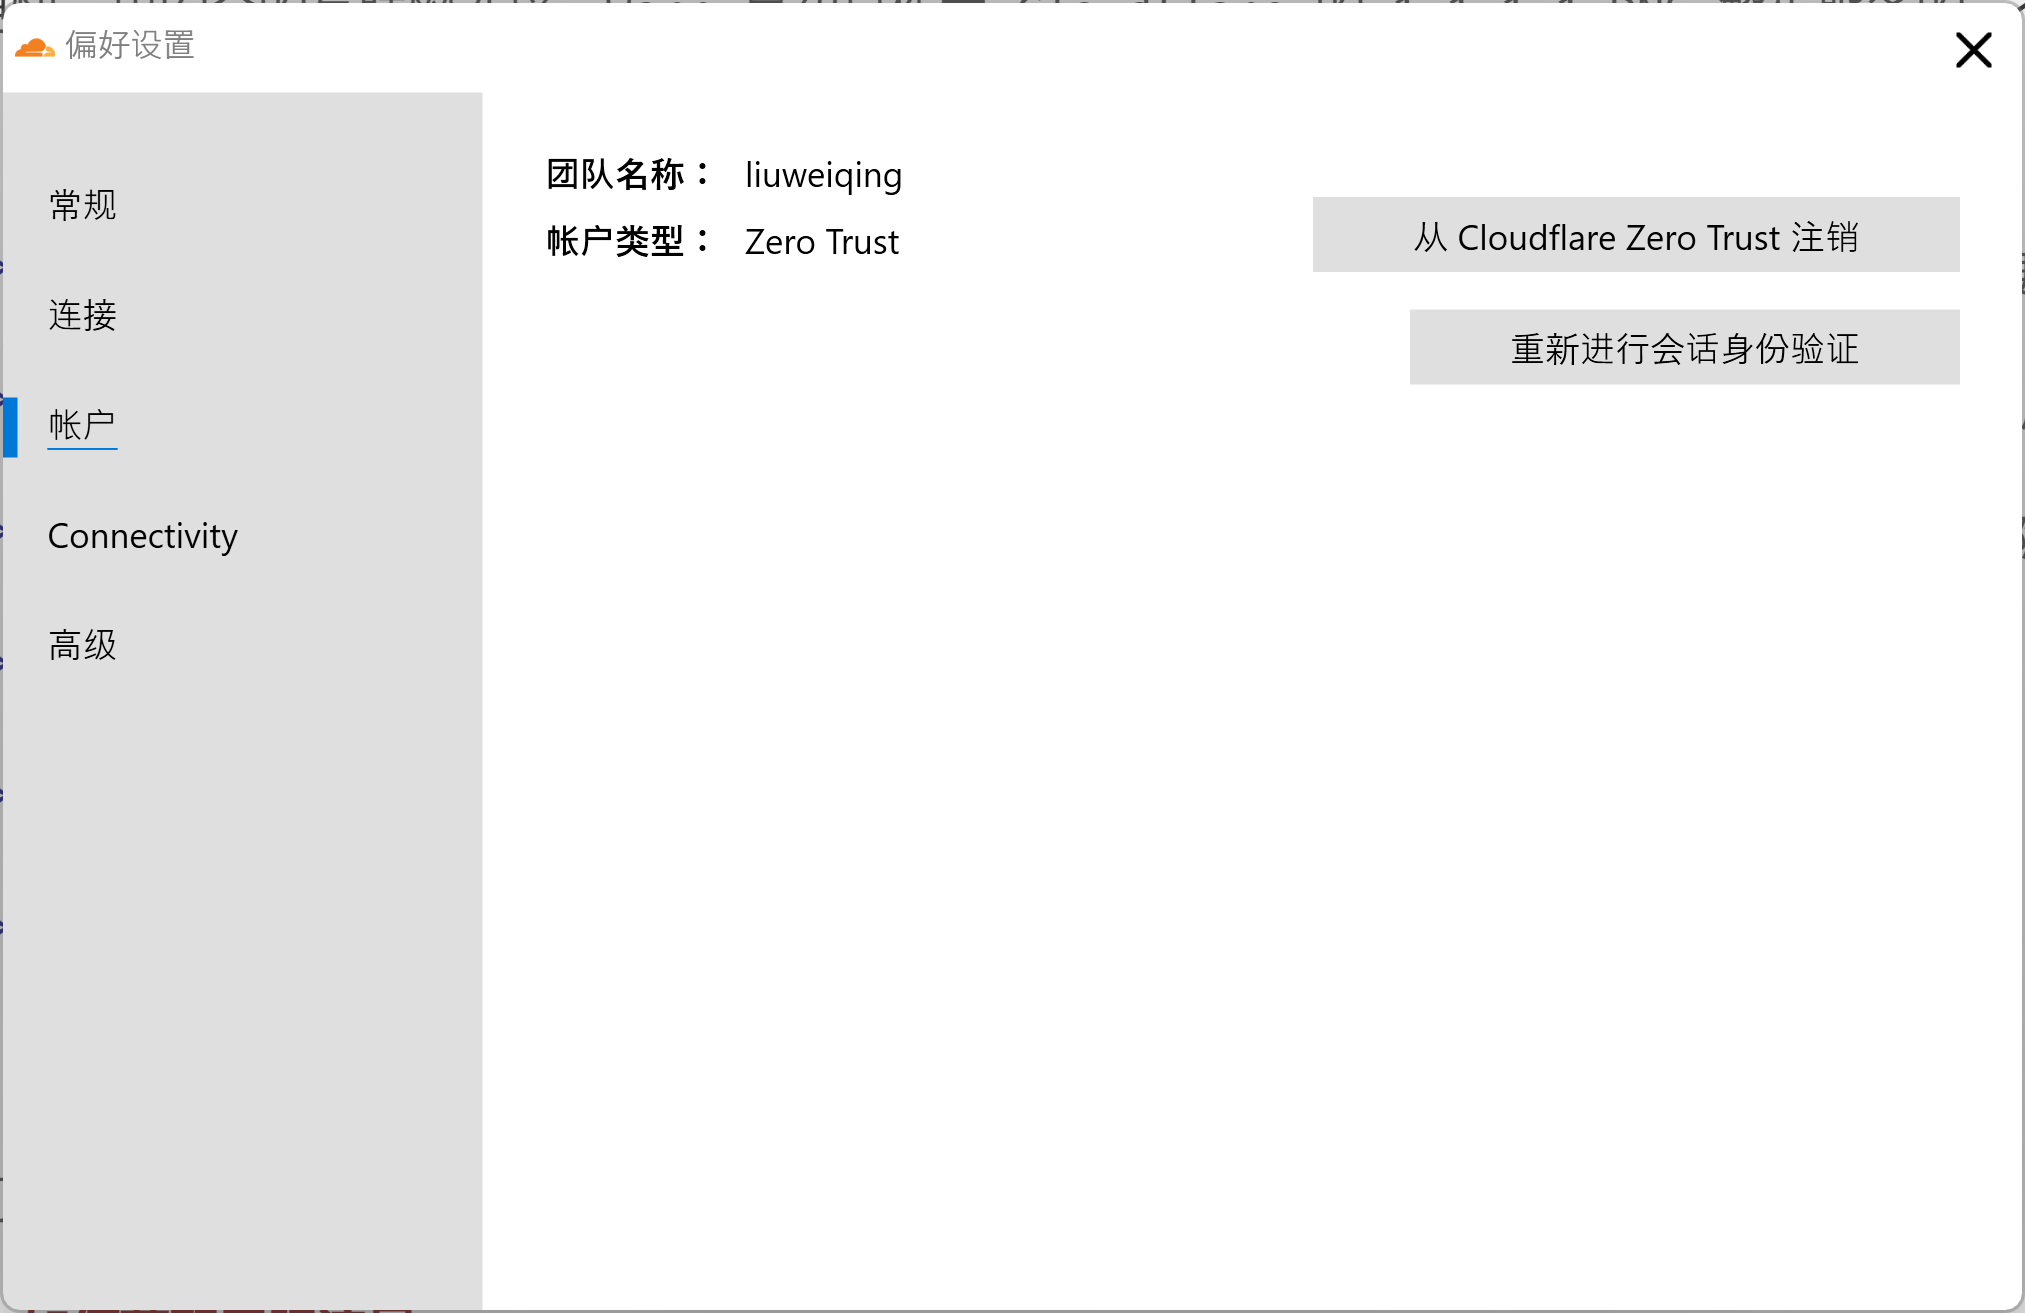 偏好设置
常规
连接
帐户
Connectivity
高级
团队名称： liuweiqing
帐户类型： Zero Trust
从 Cloudflare Zero Trust 注销
重新进行会话身份验证